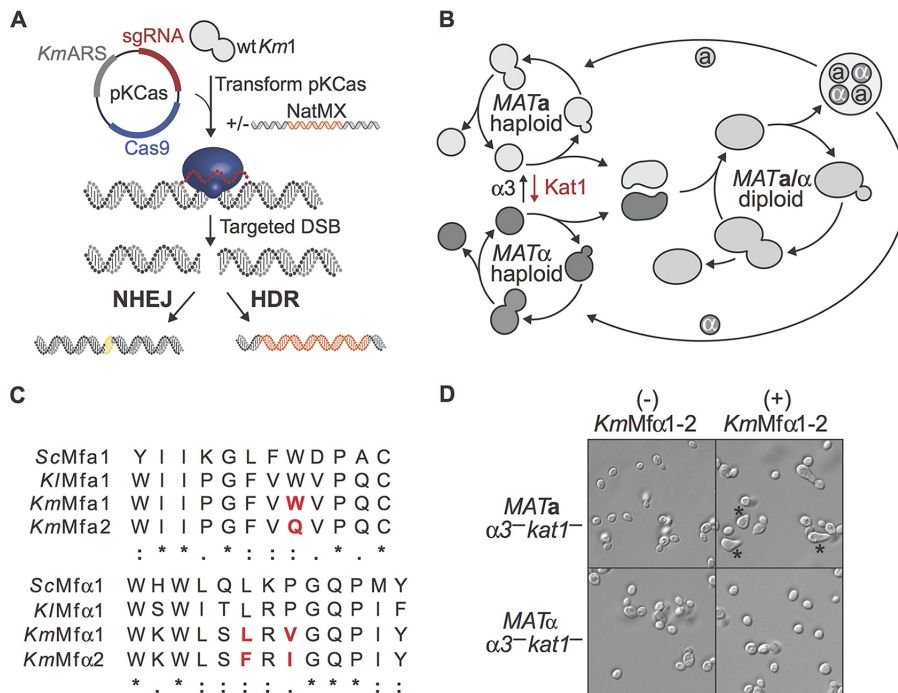 A
sgRNA
KmARS
wt Km1
pKCas
Transform pKCas
NatMX
+/-
Cas9
Targeted DSB
NHEJ HDR
B
a
a α
α a
MATa
haploid
α3 Kat1
MATa/α
diploid
MATα
haploid
α
C
ScMfa1 Y I I K G L F W D P A C
KlMfa1 W I I P G F V W V P Q C
KmMfa1 W I I P G F V W V P Q C
KmMfa2 W I I P G F V Q V P Q C
: * * . * : : : . * . *
ScMfα1 W H W L Q L K P G Q P M Y
KlMfα1 W S W I T L R P G Q P I F
KmMfα1 W K W L S L R V G Q P I Y
KmMfα2 W K W L S F R I G Q P I Y
* . * : : : : . * * * : :
D
(-) (+)
KmMfα1-2 KmMfα1-2
MATa
α3⁻kat1⁻
* * *
MATα
α3⁻kat1⁻